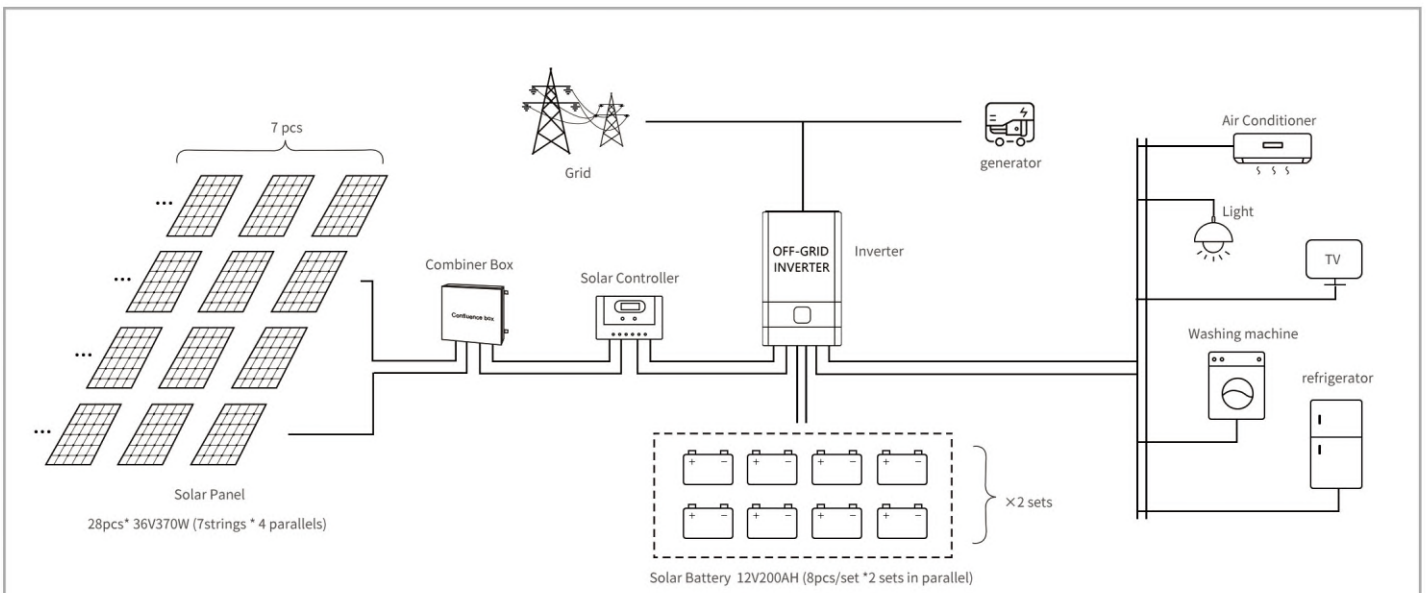 7 pcs
...
...
...
...
Solar Panel
28pcs* 36V370W (7strings * 4 parallels)
Combiner Box
Confluence box
Solar Controller
Grid
generator
OFF-GRID
INVERTER
Inverter
+ − + − + − + −
+ − + − + − + −
×2 sets
Solar Battery 12V200AH (8pcs/set *2 sets in parallel)
Air Conditioner
Light
TV
Washing machine
refrigerator